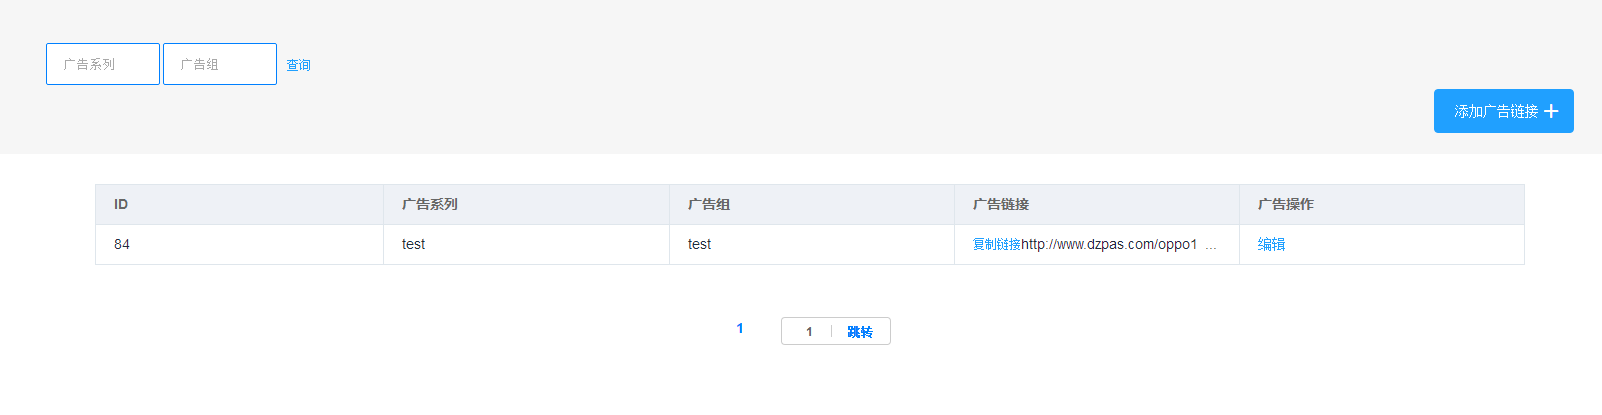 广告系列 广告组 查询
添加广告链接 +
ID 广告系列 广告组 广告链接 广告操作
84 test test 复制链接http://www.dzpas.com/oppo1 ... 编辑
1 1 跳转